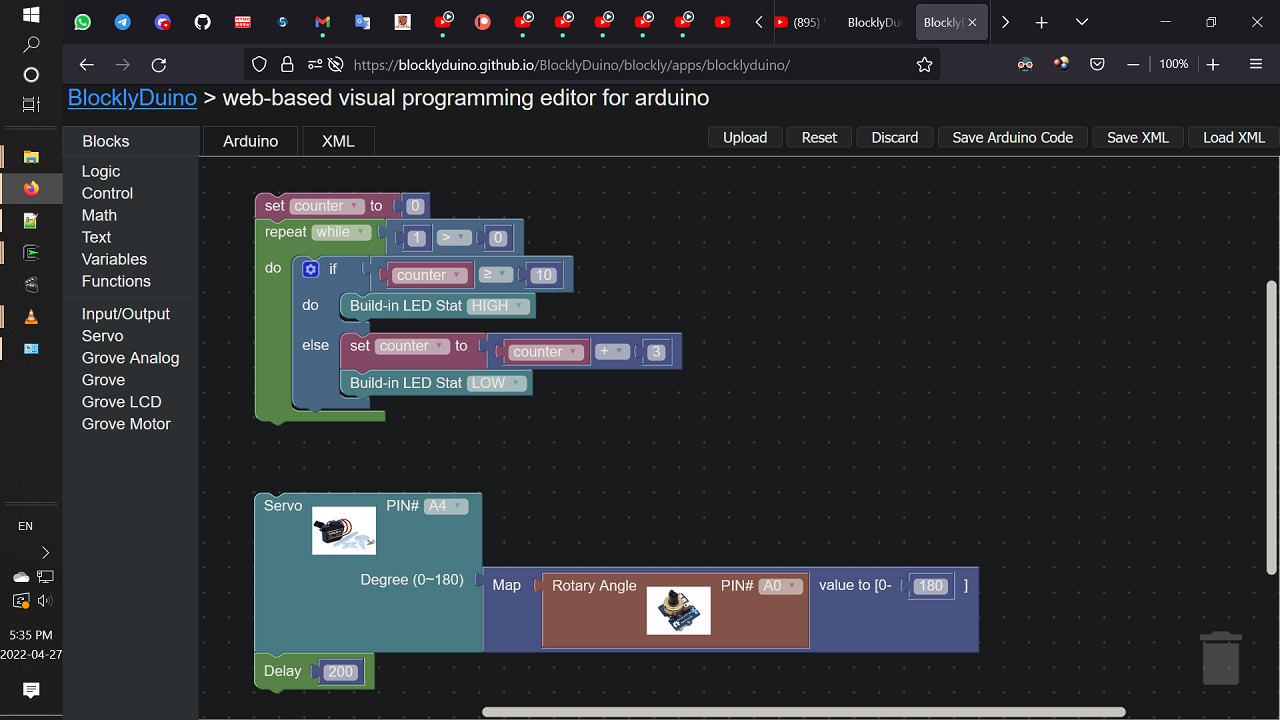 (895)
BlocklyDui
BlocklyD
https://blocklyduino.github.io/BlocklyDuino/blockly/apps/blocklyduino/
100%
BlocklyDuino > web-based visual programming editor for arduino
Blocks
Arduino
XML
Upload
Reset
Discard
Save Arduino Code
Save XML
Load XML
Logic
Control
Math
Text
Variables
Functions
Input/Output
Servo
Grove Analog
Grove
Grove LCD
Grove Motor
set counter to 0
repeat while 1 > 0
do if counter ≥ 10
do Build-in LED Stat HIGH
else set counter to counter + 3
Build-in LED Stat LOW
Servo PIN# A4
Degree (0~180) Map Rotary Angle PIN# A0 value to [0- 180 ]
Delay 200
EN
5:35 PM
2022-04-27